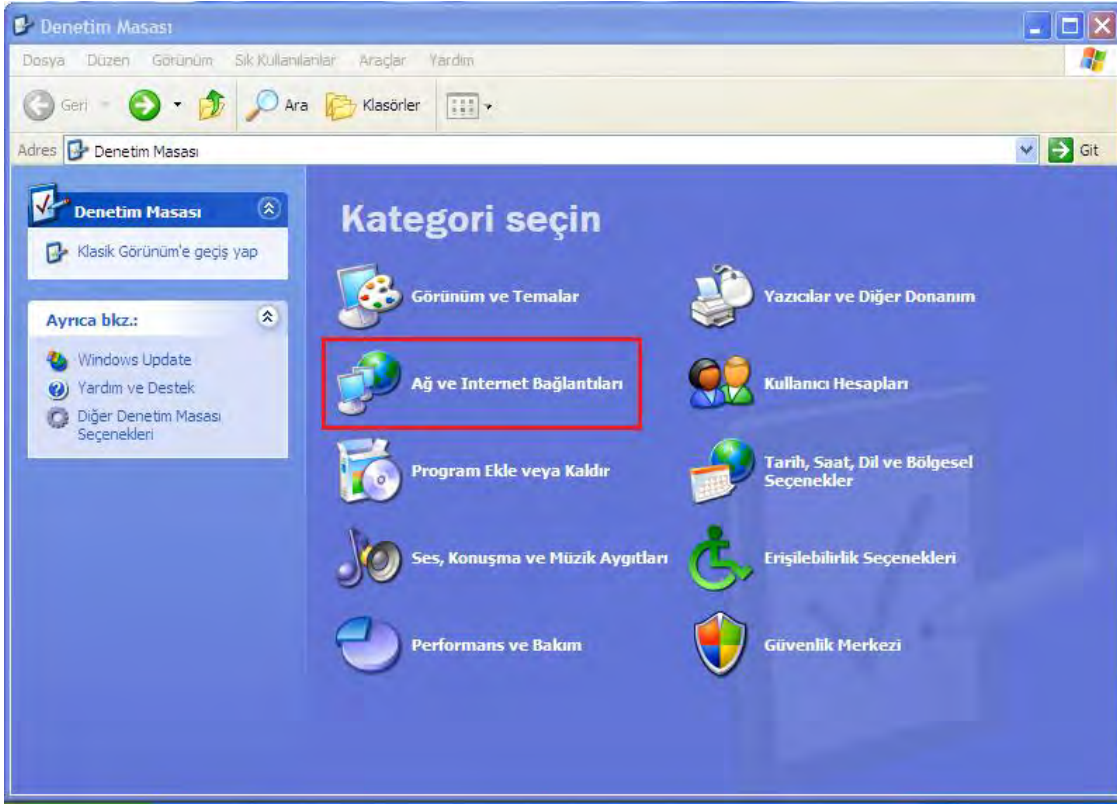 Denetim Masası
Dosya Düzen Görünüm Sık Kullanılanlar Araçlar Yardım
Geri Ara Klasörler
Adres Denetim Masası Git
Denetim Masası
Klasik Görünüm'e geçiş yap
Ayrıca bkz.:
Windows Update
Yardım ve Destek
Diğer Denetim Masası
Seçenekleri
Kategori seçin
Görünüm ve Temalar
Yazıcılar ve Diğer Donanım
Ağ ve Internet Bağlantıları
Kullanıcı Hesapları
Program Ekle veya Kaldır
Tarih, Saat, Dil ve Bölgesel
Seçenekler
Ses, Konuşma ve Müzik Aygıtları
Erişilebilirlik Seçenekleri
Performans ve Bakım
Güvenlik Merkezi